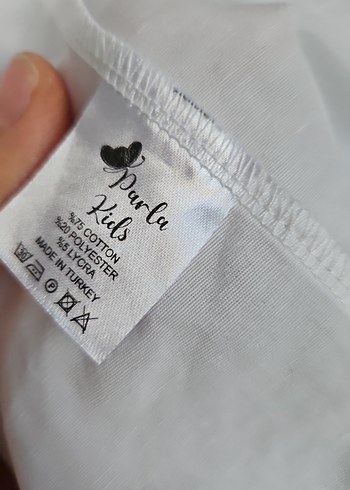 Parla
Kids
%75 COTTON
%20 POLYESTER
%5 LYCRA
MADE IN TURKEY
P